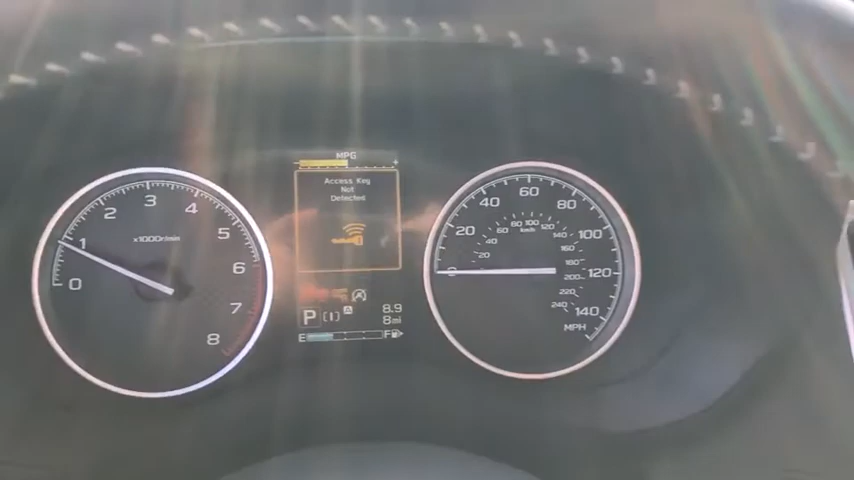 MPG
- +
Access Key
Not
Detected
0 1 2 3 4 5 6 7 8
x1000r/min
P [I] A
8.9
8mi
E F
0 20 40 60 80 100 120 140
MPH
20 40 60 80 100 120 140 160 180 200 220 240
km/h